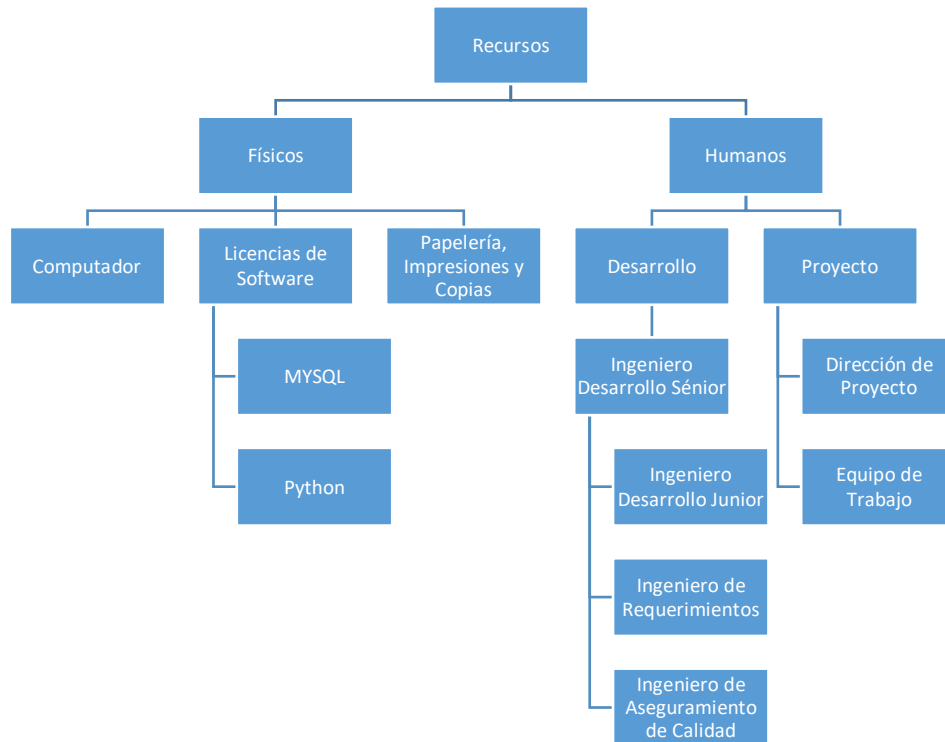 Recursos
Físicos
Humanos
Computador
Licencias de
Software
Papelería,
Impresiones y
Copias
Desarrollo
Proyecto
MYSQL
Python
Ingeniero
Desarrollo Sénior
Ingeniero
Desarrollo Junior
Ingeniero de
Requerimientos
Ingeniero de
Aseguramiento
de Calidad
Dirección de
Proyecto
Equipo de
Trabajo